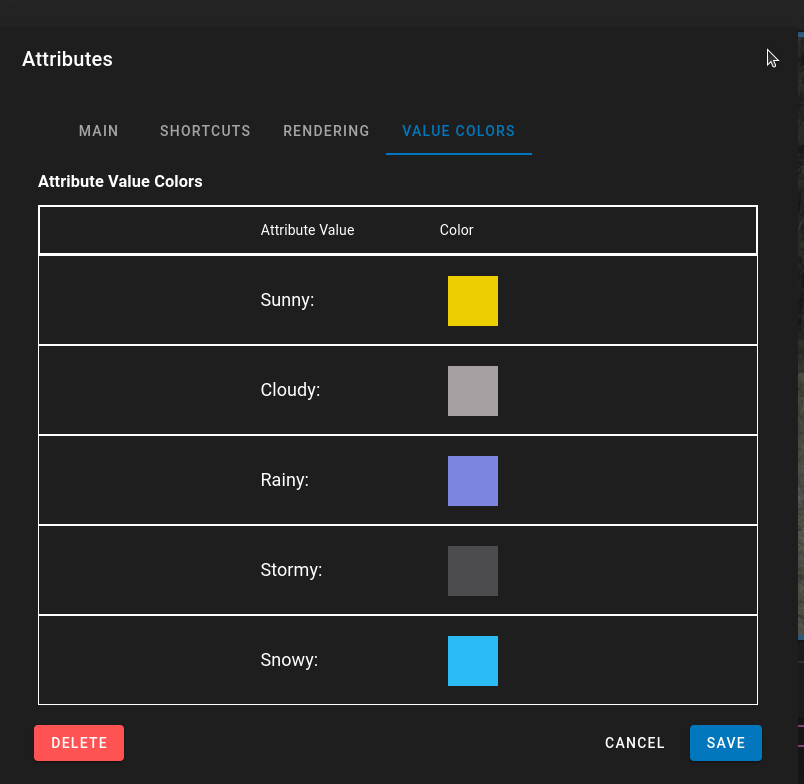 Attributes
MAIN SHORTCUTS RENDERING VALUE COLORS
Attribute Value Colors
Attribute Value Color
Sunny:
Cloudy:
Rainy:
Stormy:
Snowy:
DELETE CANCEL SAVE